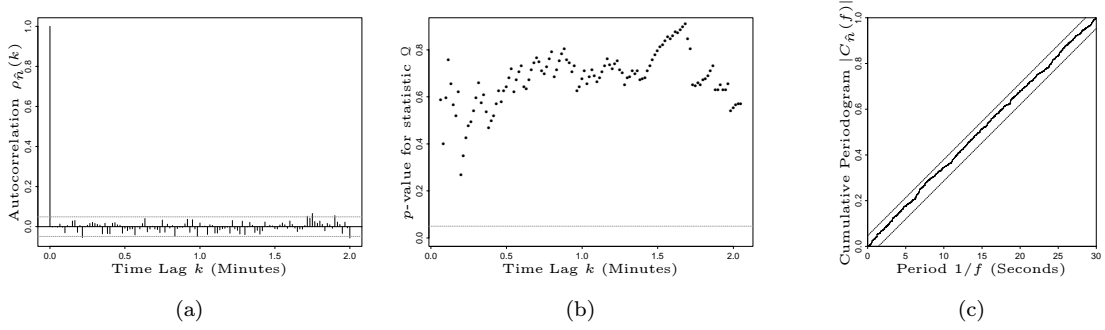 Autocorrelation ρn̂(k)
1.0
0.8
0.6
0.4
0.2
0.0
0.0 0.5 1.0 1.5 2.0
Time Lag k (Minutes)
(a)
p-value for statistic Q
0.8
0.6
0.4
0.2
0.0
0.0 0.5 1.0 1.5 2.0
Time Lag k (Minutes)
(b)
Cumulative Periodogram |Cn̂(f)|
1.0
0.8
0.6
0.4
0.2
0.0
0 5 10 15 20 25 30
Period 1/f (Seconds)
(c)